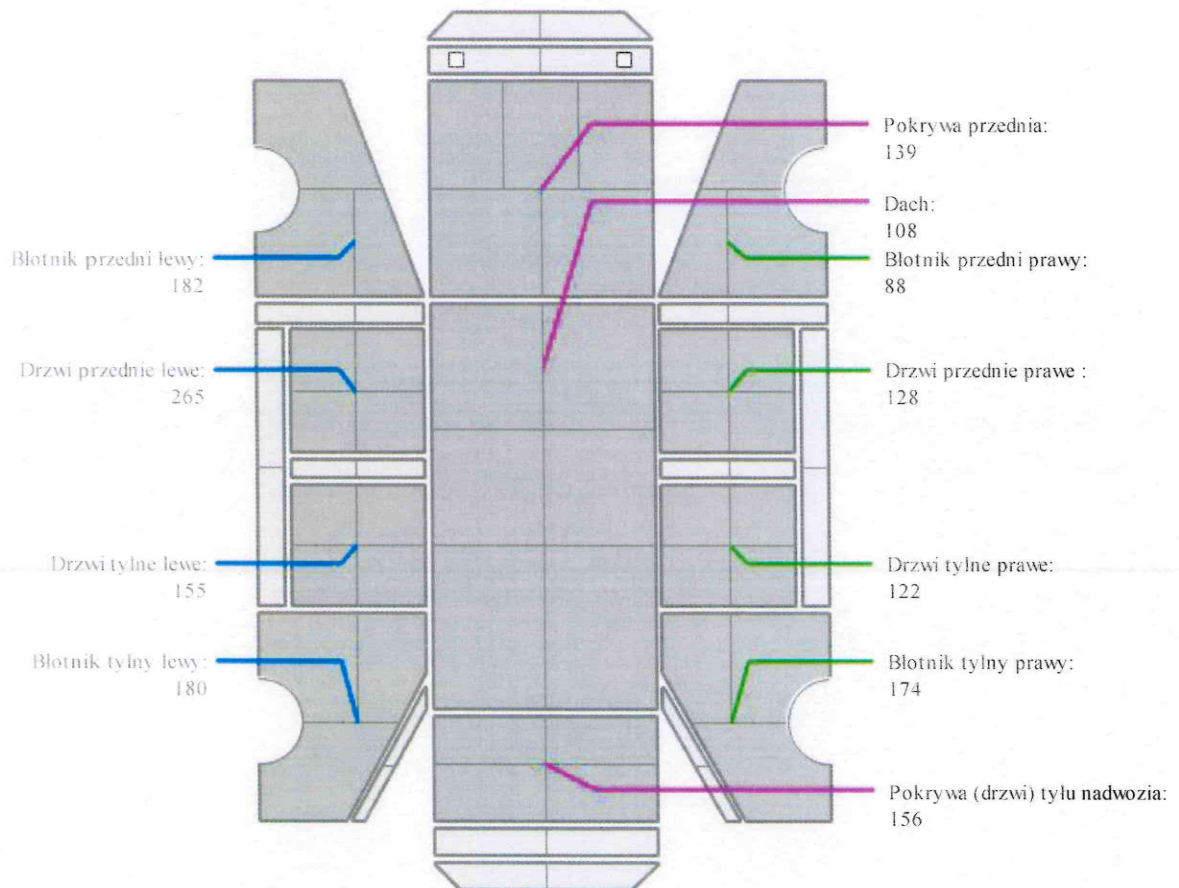 Pokrywa przednia:
139
Dach:
108
Błotnik przedni lewy:
182
Błotnik przedni prawy:
88
Drzwi przednie lewe:
265
Drzwi przednie prawe :
128
Drzwi tylne lewe:
155
Drzwi tylne prawe:
122
Błotnik tylny lewy:
180
Błotnik tylny prawy:
174
Pokrywa (drzwi) tyłu nadwozia:
156